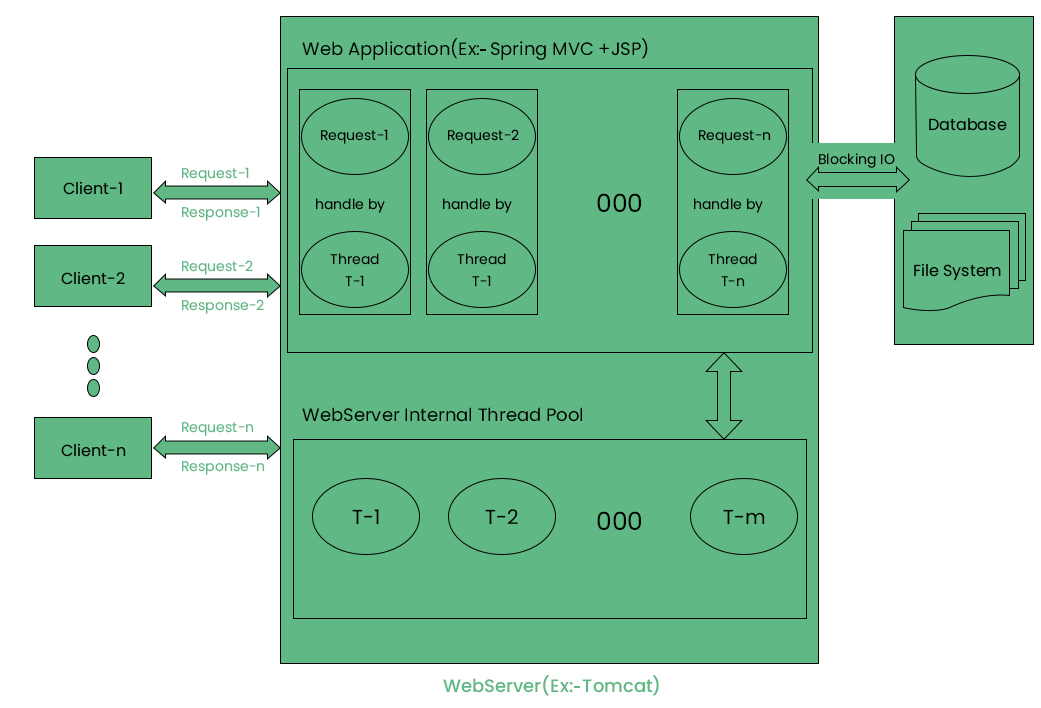 Web Application(Ex:- Spring MVC +JSP)
Request-1
Request-2
Request-n
handle by
handle by
handle by
000
Thread
T-1
Thread
T-1
Thread
T-n
Client-1
Request-1
Response-1
Client-2
Request-2
Response-2
Client-n
Request-n
Response-n
Blocking IO
Database
File System
WebServer Internal Thread Pool
T-1
T-2
000
T-m
WebServer(Ex:-Tomcat)